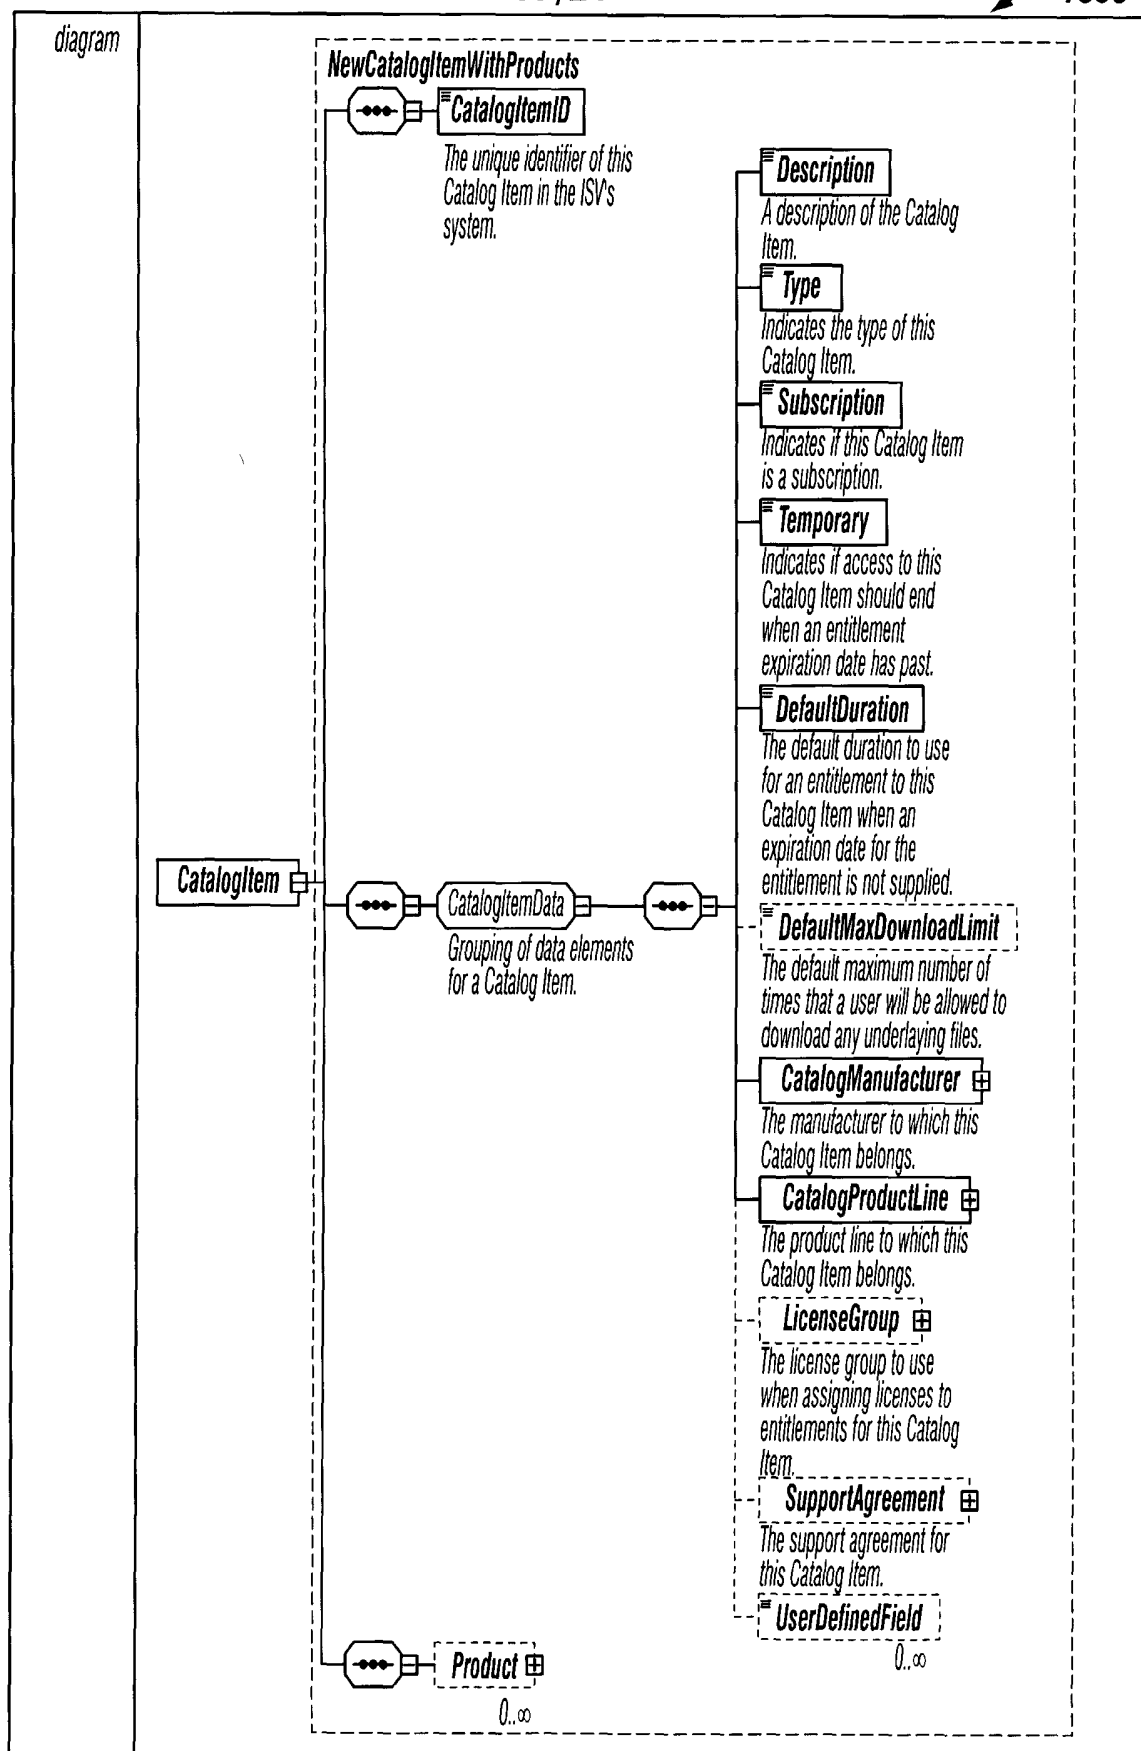 diagram
NewCatalogItemWithProducts
CatalogItemID
The unique identifier of this
Catalog Item in the ISV's
system.
Description
A description of the Catalog
Item.
Type
Indicates the type of this
Catalog Item.
Subscription
Indicates if this Catalog Item
is a subscription.
Temporary
Indicates if access to this
Catalog Item should end
when an entitlement
expiration date has past.
DefaultDuration
The default duration to use
for an entitlement to this
Catalog Item when an
expiration date for the
entitlement is not supplied.
CatalogItem
CatalogItemData
Grouping of data elements
for a Catalog Item.
DefaultMaxDownloadLimit
The default maximum number of
times that a user will be allowed to
download any underlaying files.
CatalogManufacturer
The manufacturer to which this
Catalog Item belongs.
CatalogProductLine
The product line to which this
Catalog Item belongs.
LicenseGroup
The license group to use
when assigning licenses to
entitlements for this Catalog
Item.
SupportAgreement
The support agreement for
this Catalog Item.
UserDefinedField
0..∞
Product
0..∞